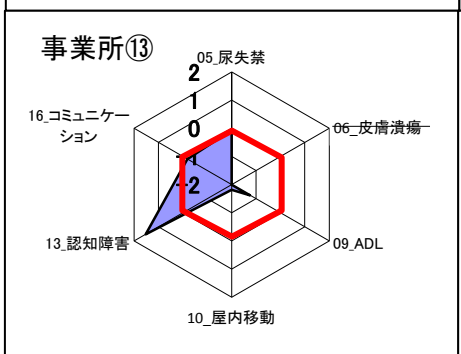 事業所⑬
05_尿失禁
2
1
0
-1
-2
16_コミュニケー
ション
06_皮膚潰瘍
13_認知障害
09_ADL
10_屋内移動